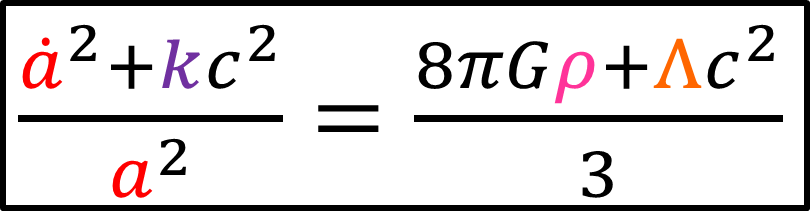 ȧ² + kc² / a² = 8πGρ + Λc² / 3